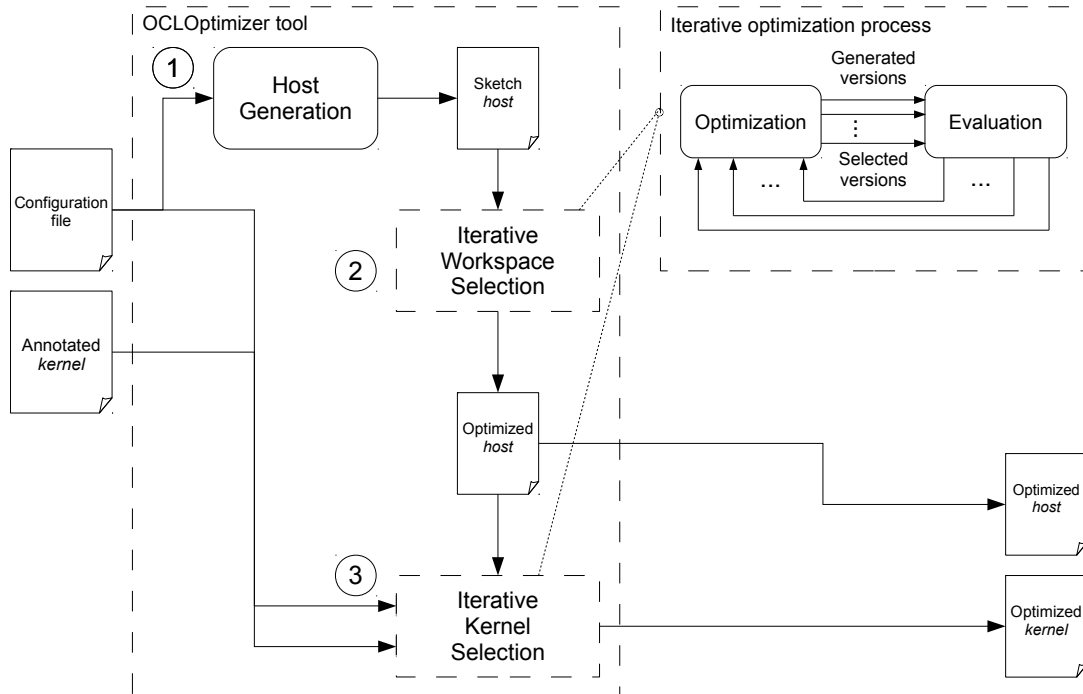 OCLOptimizer tool
1
Host
Generation
Sketch
host
Configuration
file
Annotated
kernel
2
Iterative
Workspace
Selection
Optimized
host
3
Iterative
Kernel
Selection
Iterative optimization process
Generated
versions
Optimization
Evaluation
⋮
Selected
versions
...
...
Optimized
host
Optimized
kernel